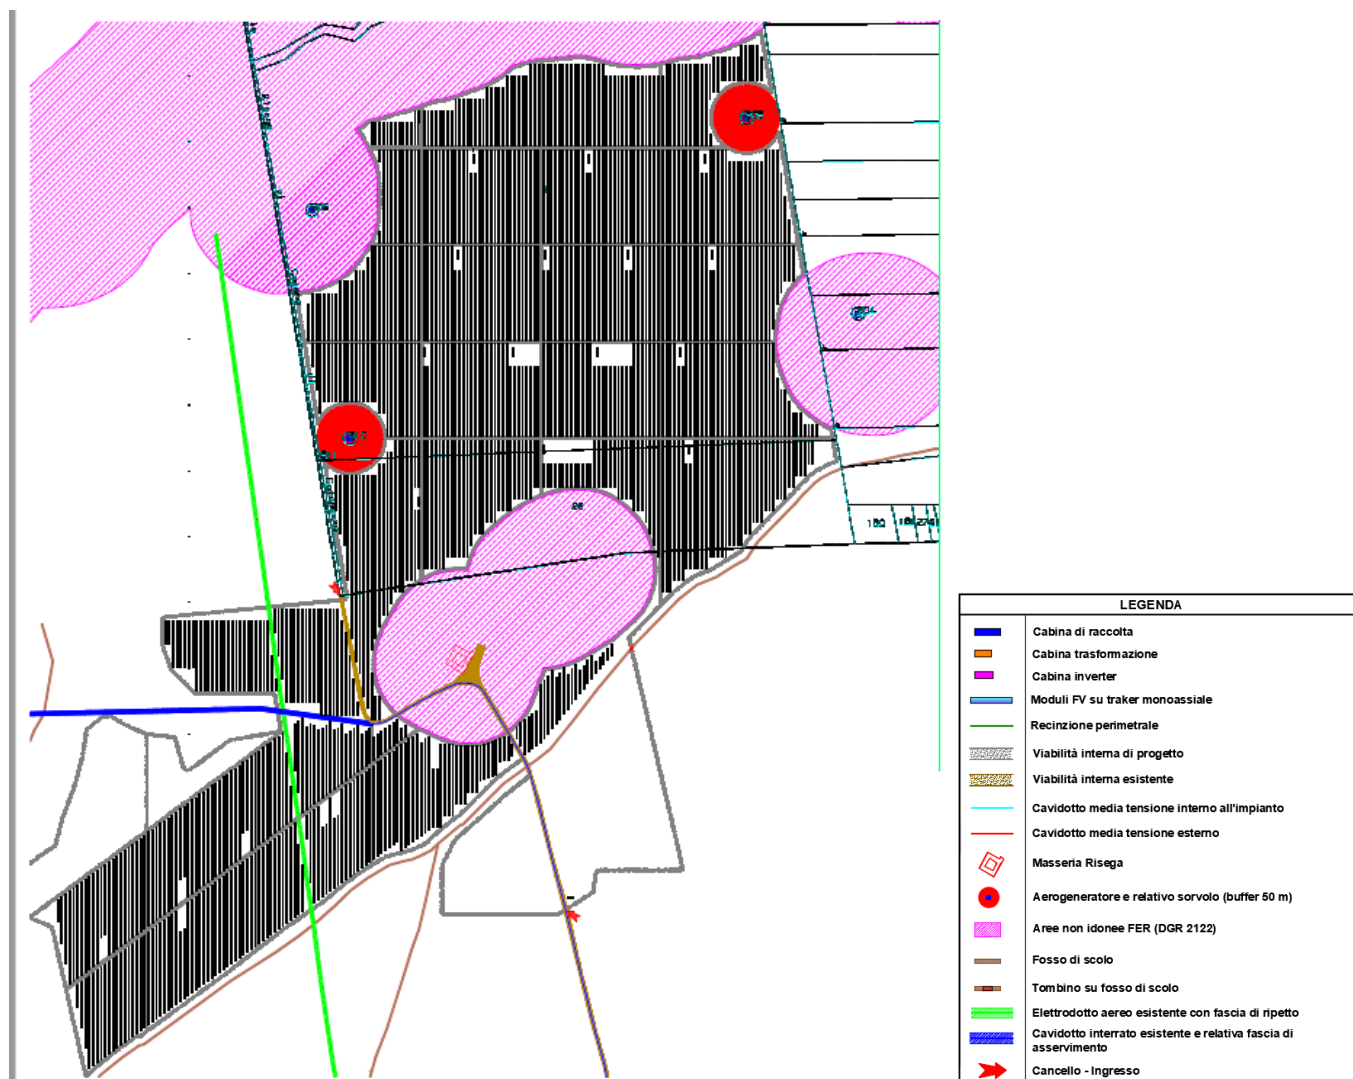 26
LEGENDA
Cabina di raccolta
Cabina trasformazione
Cabina inverter
Moduli FV su traker monoassiale
Recinzione perimetrale
Viabilità interna di progetto
Viabilità interna esistente
Cavidotto media tensione interno all'impianto
Cavidotto media tensione esterno
Masseria Risega
Aerogeneratore e relativo sorvolo (buffer 50 m)
Aree non idonee FER (DGR 2122)
Fosso di scolo
Tombino su fosso di scolo
Elettrodotto aereo esistente con fascia di ripetto
Cavidotto interrato esistente e relativa fascia di
asservimento
Cancello - Ingresso